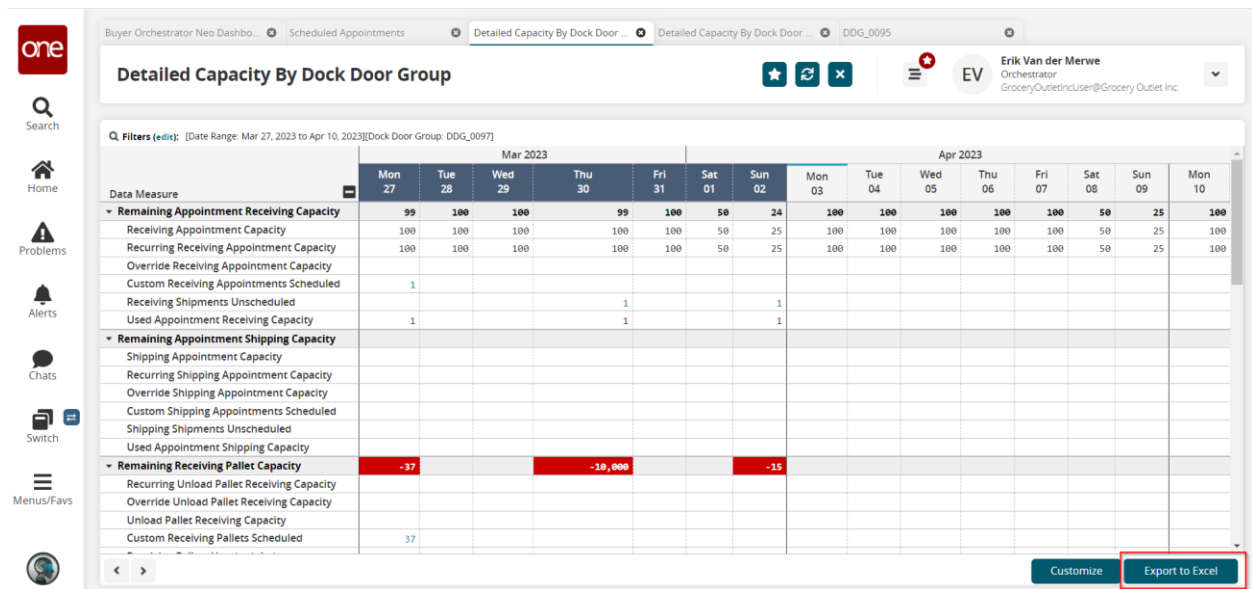 one
Buyer Orchestrator Neo Dashbo... Scheduled Appointments Detailed Capacity By Dock Door ... Detailed Capacity By Dock Door ... DDG_0095
Detailed Capacity By Dock Door Group
EV
Erik Van der Merwe
Orchestrator
GroceryOutletIncUser@Grocery Outlet Inc.
Search
Home
Problems
Alerts
Chats
Switch
Menus/Favs
Filters (edit): [Date Range: Mar 27, 2023 to Apr 10, 2023][Dock Door Group: DDG_0097]
Mar 2023 Apr 2023
Data Measure Mon 27 Tue 28 Wed 29 Thu 30 Fri 31 Sat 01 Sun 02 Mon 03 Tue 04 Wed 05 Thu 06 Fri 07 Sat 08 Sun 09 Mon 10
Remaining Appointment Receiving Capacity 99 100 100 99 100 50 24 100 100 100 100 100 50 25 100
Receiving Appointment Capacity 100 100 100 100 100 50 25 100 100 100 100 100 50 25 100
Recurring Receiving Appointment Capacity 100 100 100 100 100 50 25 100 100 100 100 100 50 25 100
Override Receiving Appointment Capacity
Custom Receiving Appointments Scheduled 1
Receiving Shipments Unscheduled 1 1
Used Appointment Receiving Capacity 1 1 1
Remaining Appointment Shipping Capacity
Shipping Appointment Capacity
Recurring Shipping Appointment Capacity
Override Shipping Appointment Capacity
Custom Shipping Appointments Scheduled
Shipping Shipments Unscheduled
Used Appointment Shipping Capacity
Remaining Receiving Pallet Capacity -37 -10,000 -15
Recurring Unload Pallet Receiving Capacity
Override Unload Pallet Receiving Capacity
Unload Pallet Receiving Capacity
Custom Receiving Pallets Scheduled 37
Customize Export to Excel